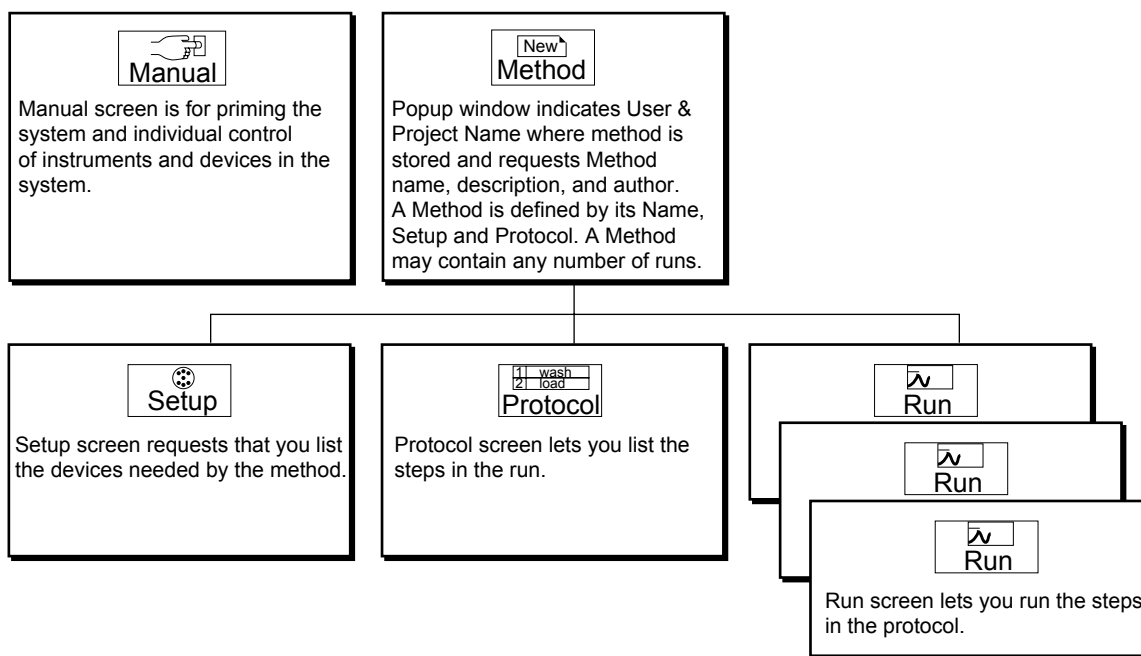 Manual
Manual screen is for priming the
system and individual control
of instruments and devices in the
system.
New
Method
Popup window indicates User &
Project Name where method is
stored and requests Method
name, description, and author.
A Method is defined by its Name,
Setup and Protocol. A Method
may contain any number of runs.
Setup
Setup screen requests that you list
the devices needed by the method.
1 wash
2 load
Protocol
Protocol screen lets you list the
steps in the run.
Run
Run
Run
Run screen lets you run the steps
in the protocol.